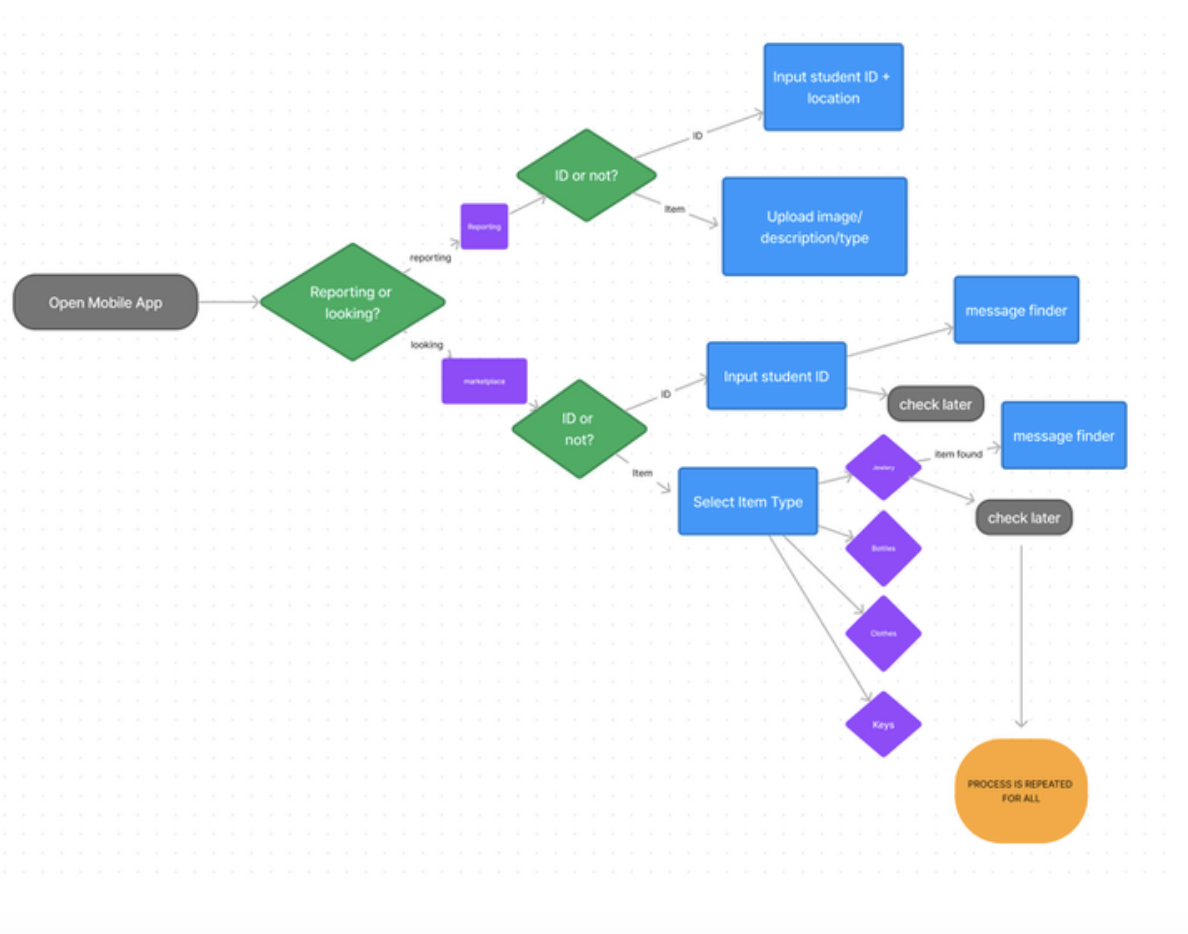 Input student ID +
location
ID
ID or not?
Item
Upload image/
description/type
Reporting
reporting
Open Mobile App
Reporting or
looking?
looking
marketplace
message finder
Input student ID
ID
check later
ID or
not?
Item
message finder
item found
Jewlery
Select Item Type
check later
Bottles
Clothes
Keys
PROCESS IS REPEATED
FOR ALL